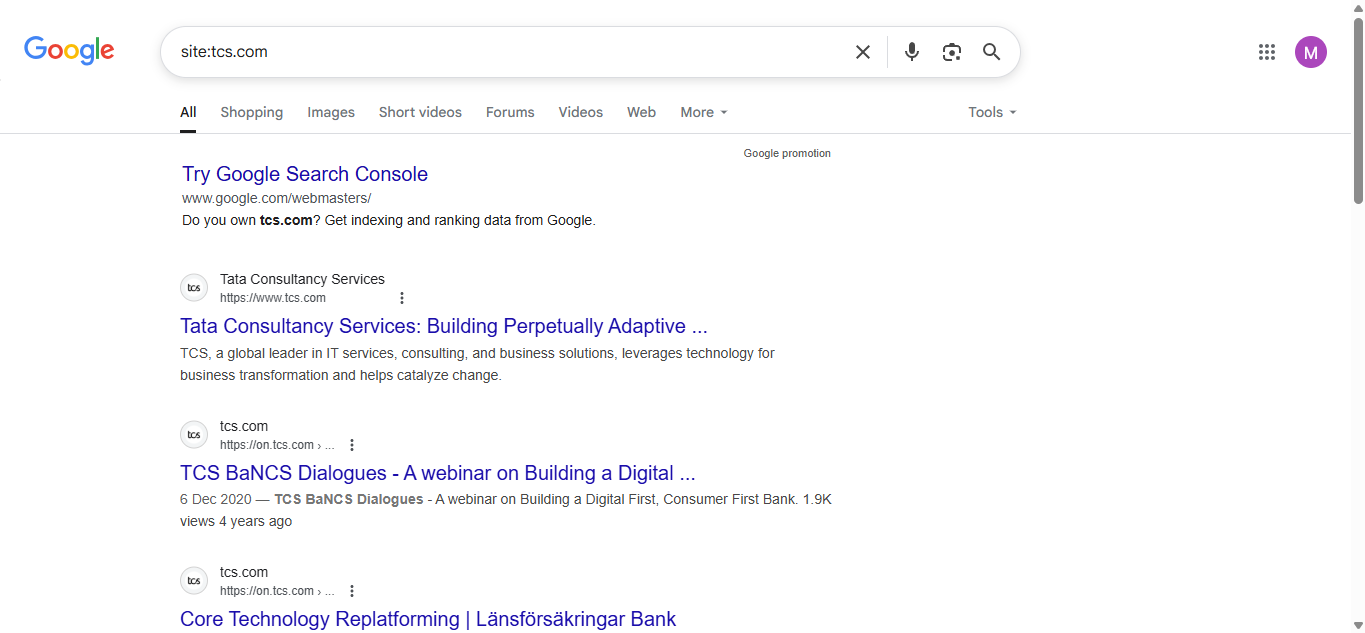 Google
site:tcs.com
M
All Shopping Images Short videos Forums Videos Web More Tools
Google promotion
Try Google Search Console
www.google.com/webmasters/
Do you own tcs.com? Get indexing and ranking data from Google.
Tata Consultancy Services
tcs
https://www.tcs.com
Tata Consultancy Services: Building Perpetually Adaptive ...
TCS, a global leader in IT services, consulting, and business solutions, leverages technology for
business transformation and helps catalyze change.
tcs.com
tcs
https://on.tcs.com › ...
TCS BaNCS Dialogues - A webinar on Building a Digital ...
6 Dec 2020 — TCS BaNCS Dialogues - A webinar on Building a Digital First, Consumer First Bank. 1.9K
views 4 years ago
tcs.com
tcs
https://on.tcs.com › ...
Core Technology Replatforming | Länsförsäkringar Bank